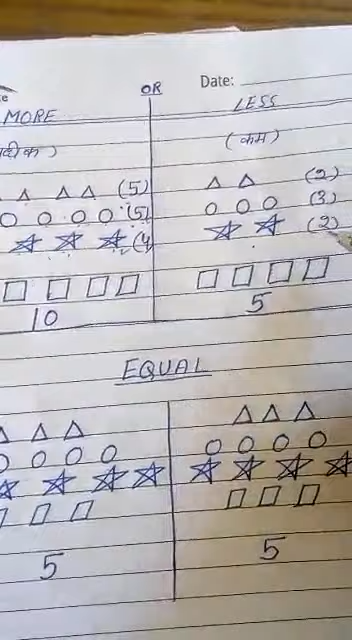 OR Date:
MORE LESS
(कम)
(5) (2)
(5) (3)
(4 (2)
10 5
EQUAL
5 5